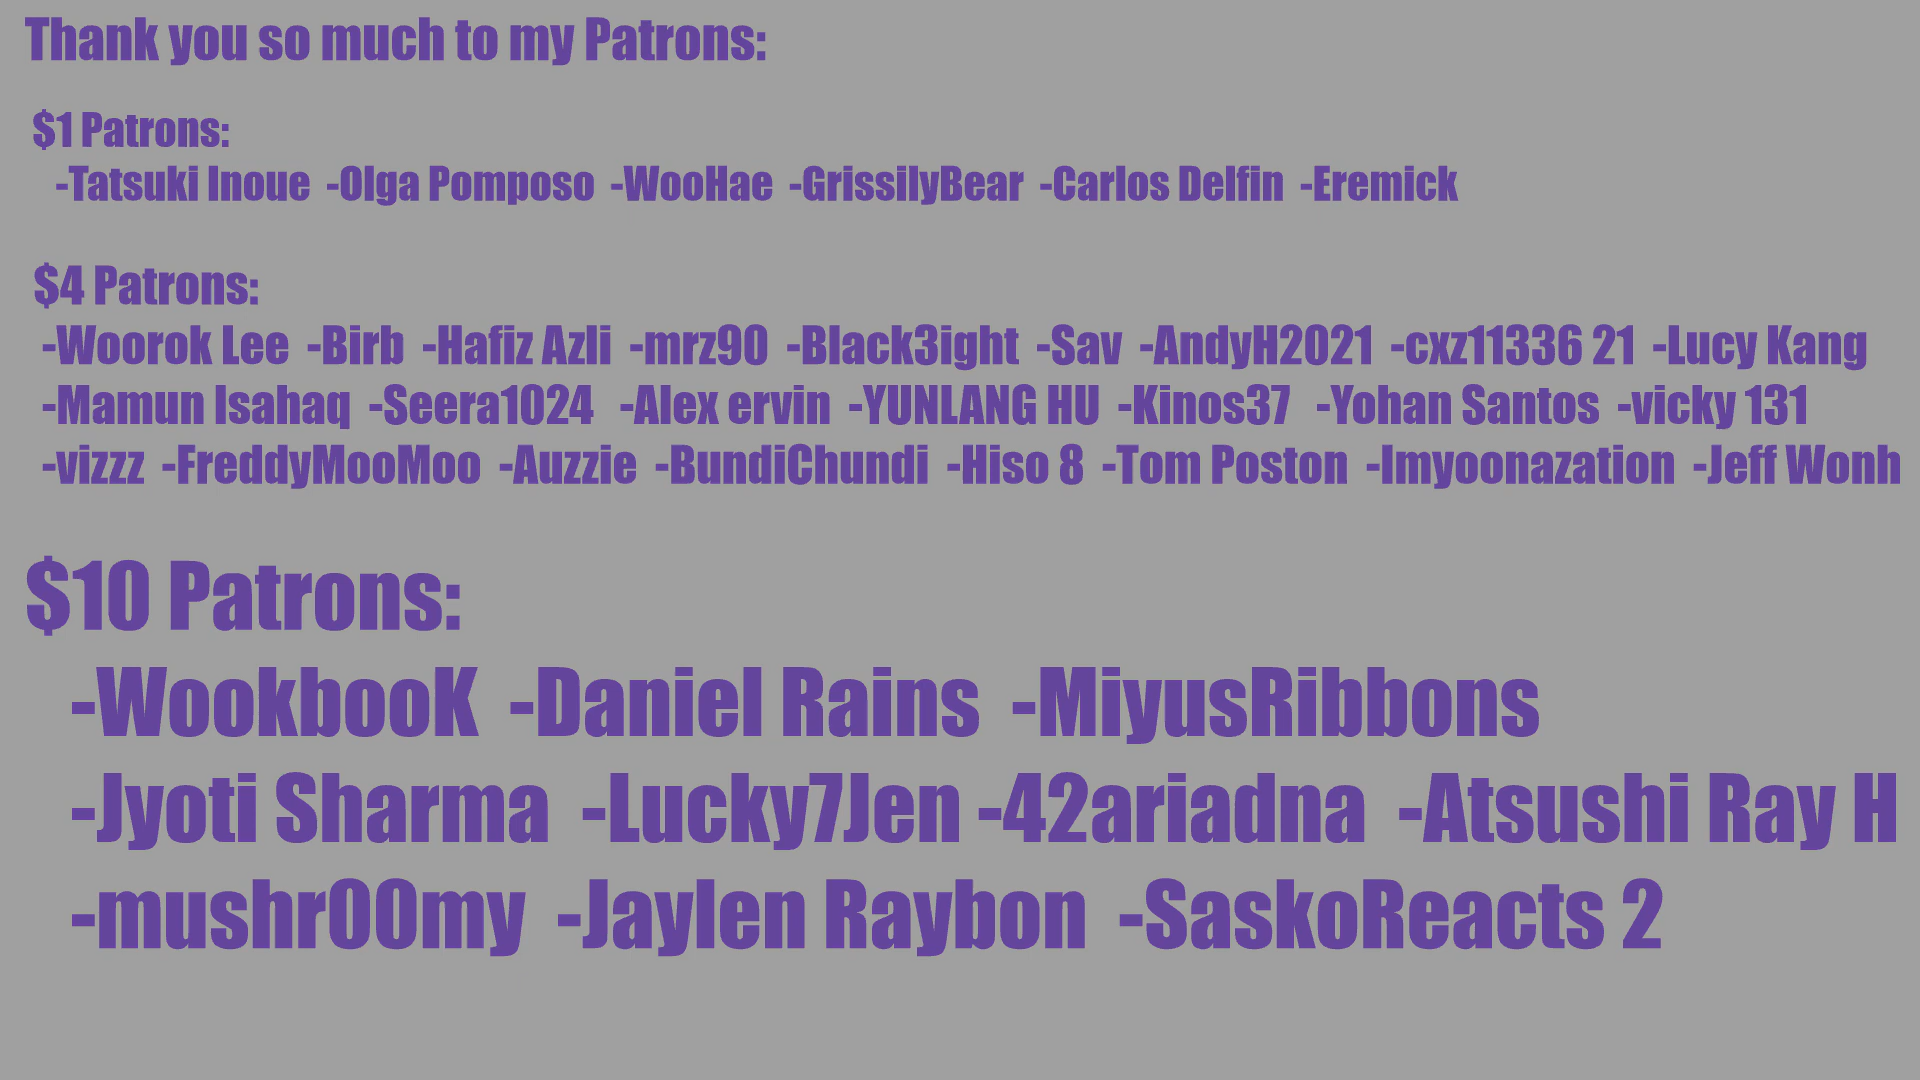 Thank you so much to my Patrons:
$1 Patrons:
-Tatsuki Inoue -Olga Pomposo -WooHae -GrissilyBear -Carlos Delfin -Eremick
$4 Patrons:
-Woorok Lee -Birb -Hafiz Azli -mrz90 -Black3ight -Sav -AndyH2021 -cxz11336 21 -Lucy Kang
-Mamun Isahaq -Seera1024 -Alex ervin -YUNLANG HU -Kinos37 -Yohan Santos -vicky 131
-vizzz -FreddyMooMoo -Auzzie -BundiChundi -Hiso 8 -Tom Poston -Imyoonazation -Jeff Wonh
$10 Patrons:
-WookbooK -Daniel Rains -MiyusRibbons
-Jyoti Sharma -Lucky7Jen -42ariadna -Atsushi Ray H
-mushr00my -Jaylen Raybon -SaskoReacts 2